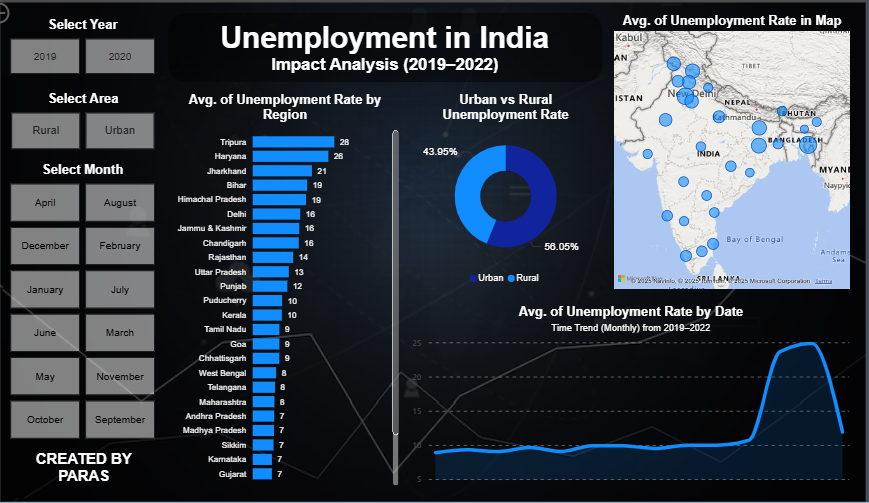 Select Year
2019
2020
Select Area
Rural
Urban
Select Month
April
August
December
February
January
July
June
March
May
November
October
September
CREATED BY
PARAS
Unemployment in India
Impact Analysis (2019–2022)
Avg. of Unemployment Rate by
Region
Tripura 28
Haryana 26
Jharkhand 21
Bihar 19
Himachal Pradesh 19
Delhi 16
Jammu & Kashmir 16
Chandigarh 16
Rajasthan 14
Uttar Pradesh 13
Punjab 12
Puducherry 10
Kerala 10
Tamil Nadu 9
Goa 9
Chhattisgarh 9
West Bengal 8
Telangana 8
Maharashtra 8
Andhra Pradesh 7
Madhya Pradesh 7
Sikkim 7
Karnataka 7
Gujarat 7
Urban vs Rural
Unemployment Rate
43.95%
56.05%
Urban Rural
Avg. of Unemployment Rate in Map
Kabul
TIBET
New Delhi
NEPAL
Kathmandu
BHUTAN
BANGLADESH
INDIA
Bay of Bengal
SRI LANKA
© 2025 TomTom, © 2025 Microsoft Corporation Terms
Avg. of Unemployment Rate by Date
Time Trend (Monthly) from 2019–2022
25
20
15
10
5